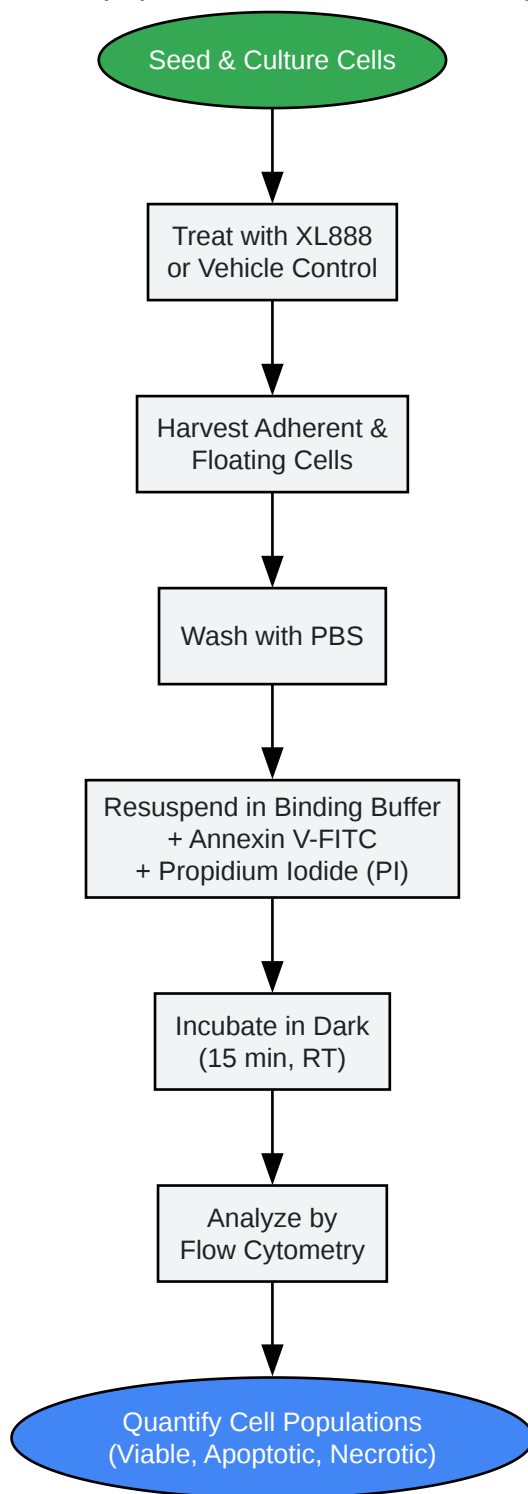 Seed & Culture Cells
Treat with XL888
or Vehicle Control
Harvest Adherent &
Floating Cells
Wash with PBS
Resuspend in Binding Buffer
+ Annexin V-FITC
+ Propidium Iodide (PI)
Incubate in Dark
(15 min, RT)
Analyze by
Flow Cytometry
Quantify Cell Populations
(Viable, Apoptotic, Necrotic)